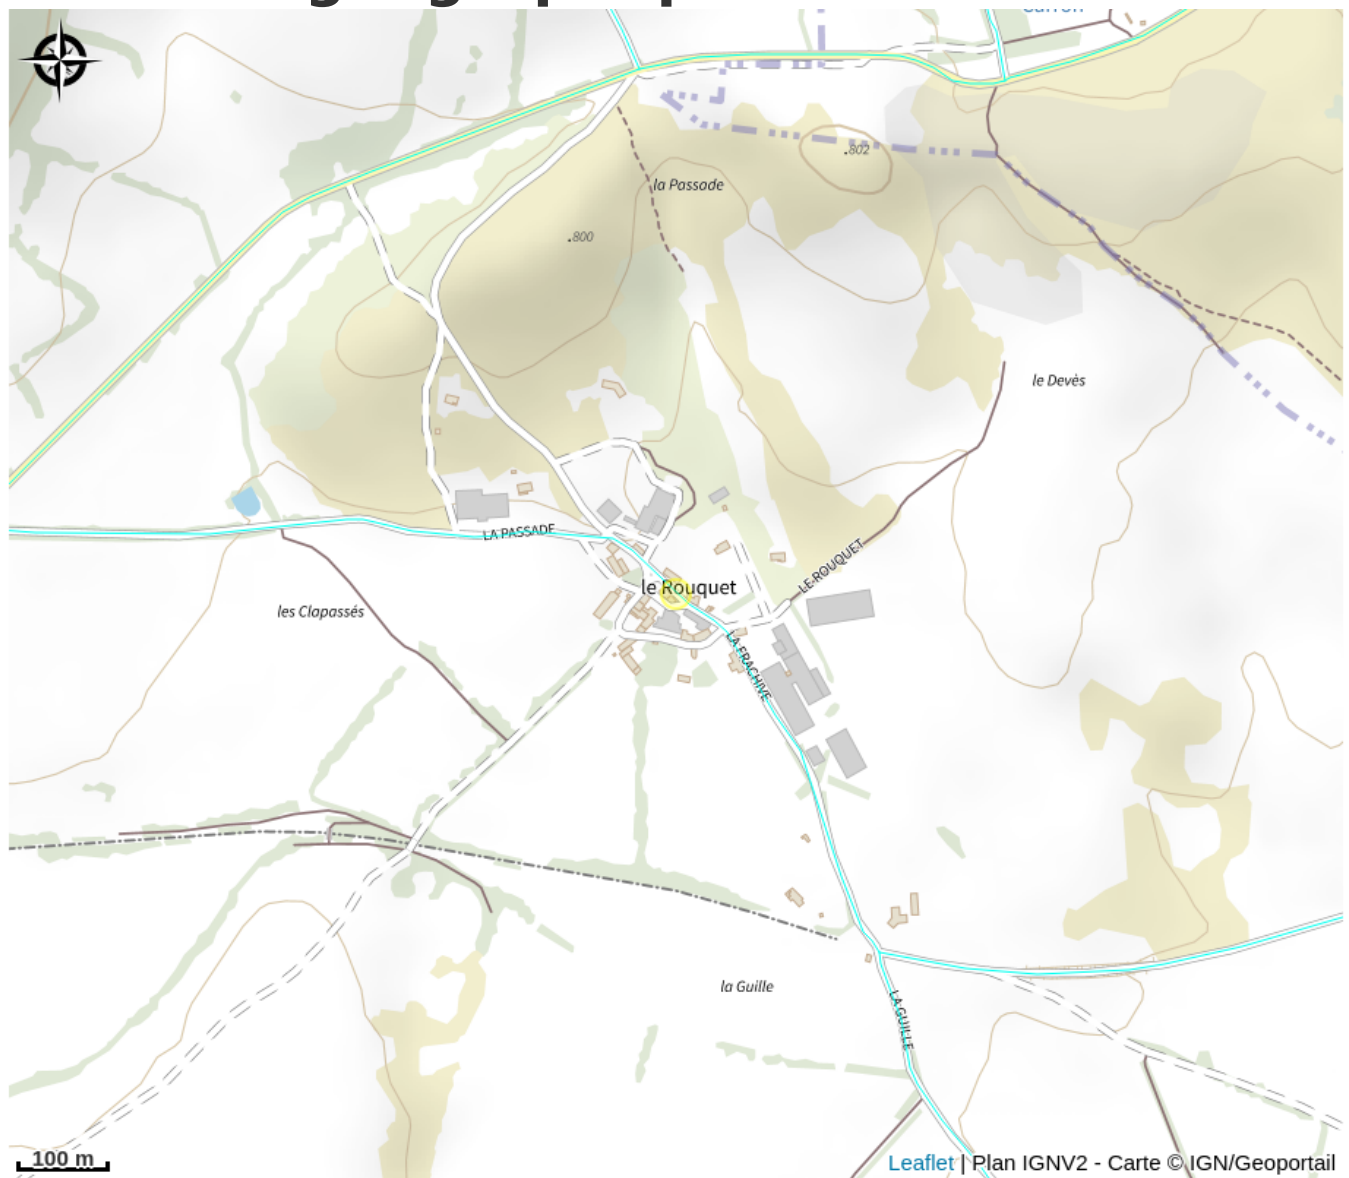 .802
la Passade
.800
le Devès
LA PASSADE
LE ROUQUET
le Rouquet
les Clapassés
LA FRACHIVE
la Guille
LA GUILLE
100 m
Leaflet | Plan IGNV2 - Carte © IGN/Geoportail